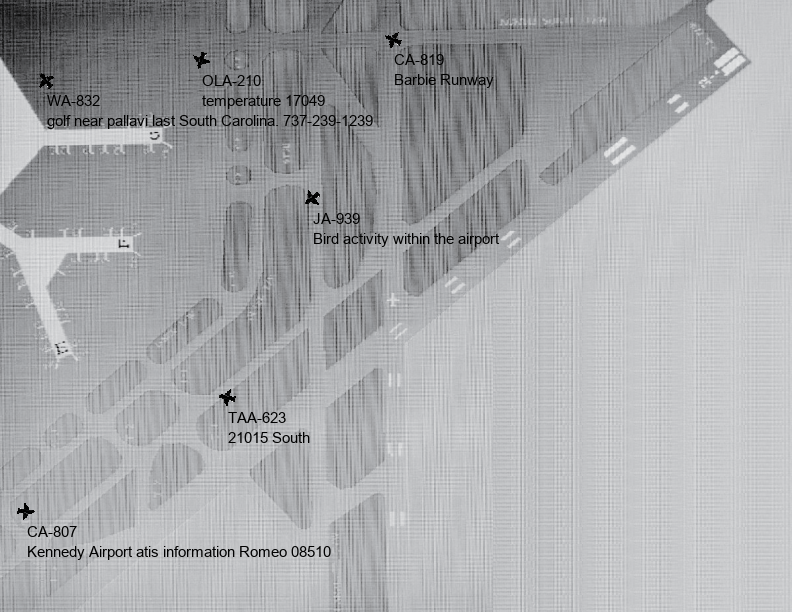 CA-819
Barbie Runway
OLA-210
temperature 17049
WA-832
golf near pallavi last South Carolina. 737-239-1239
JA-939
Bird activity within the airport
TAA-623
21015 South
CA-807
Kennedy Airport atis information Romeo 08510